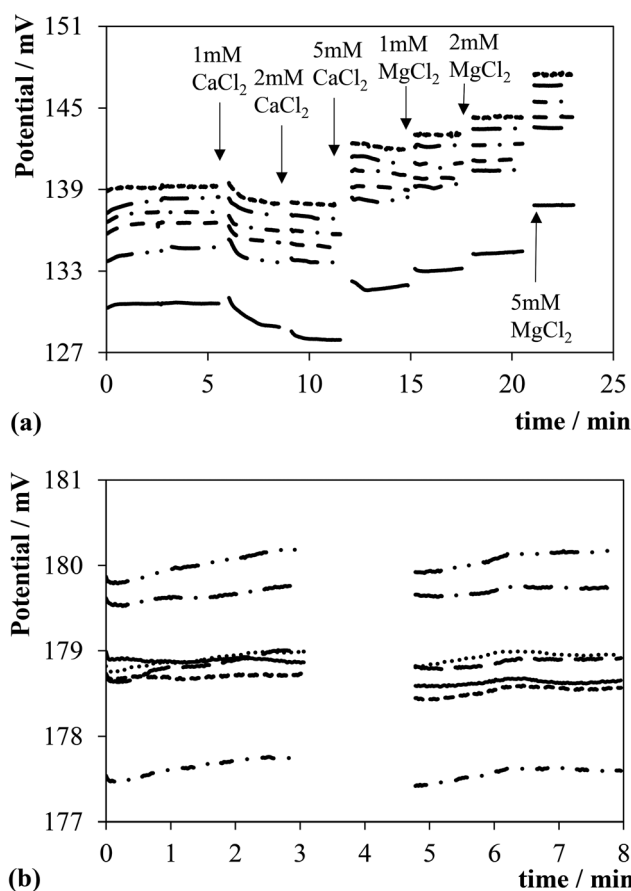 151
145
139
133
127
Potential / mV
1mM
CaCl2
2mM
CaCl2
5mM
CaCl2
1mM
MgCl2
2mM
MgCl2
5mM
MgCl2
0 5 10 15 20 25
(a)
time / min
181
180
179
178
177
Potential / mV
0 1 2 3 4 5 6 7 8
(b)
time / min